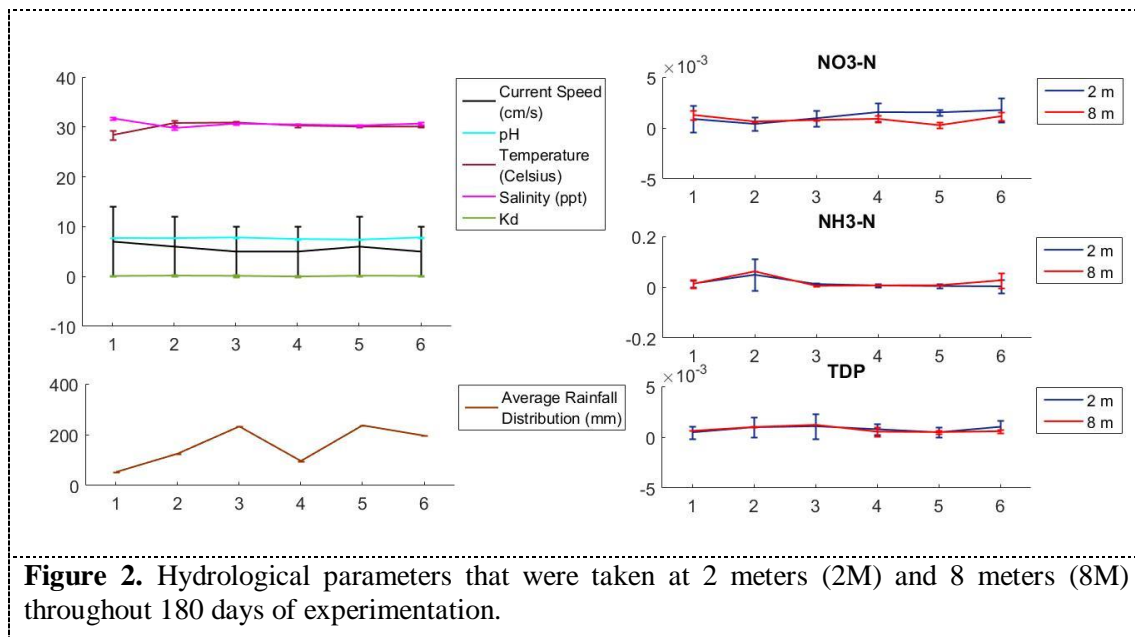 40
30
20
10
0
-10
1 2 3 4 5 6
Current Speed
(cm/s)
pH
Temperature
(Celsius)
Salinity (ppt)
Kd
400
200
0
1 2 3 4 5 6
Average Rainfall
Distribution (mm)
NO3-N
×10⁻³
5
0
-5
1 2 3 4 5 6
2 m
8 m
NH3-N
0.2
0
-0.2
1 2 3 4 5 6
2 m
8 m
TDP
×10⁻³
5
0
-5
1 2 3 4 5 6
2 m
8 m
Figure 2. Hydrological parameters that were taken at 2 meters (2M) and 8 meters (8M)
throughout 180 days of experimentation.